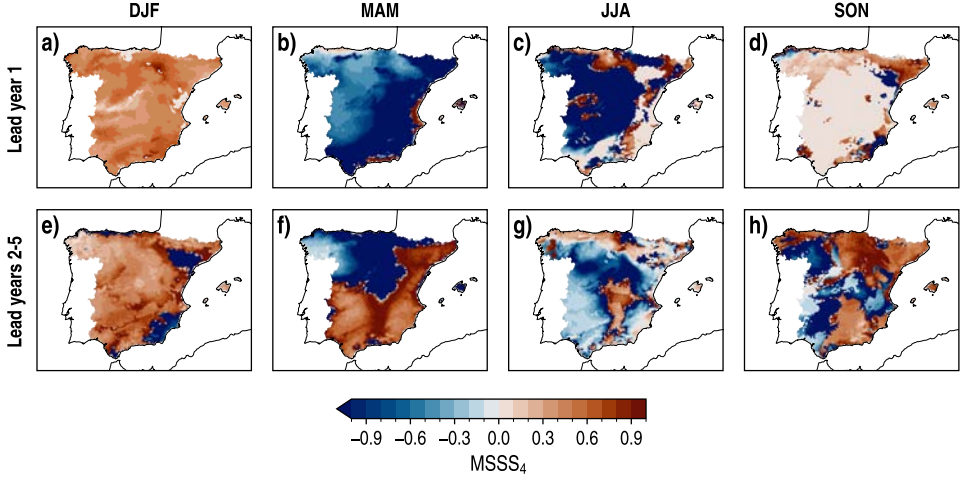 DJF MAM JJA SON
Lead year 1
a) b) c) d)
Lead years 2-5
e) f) g) h)
−0.9 −0.6 −0.3 0.0 0.3 0.6 0.9
MSSS4